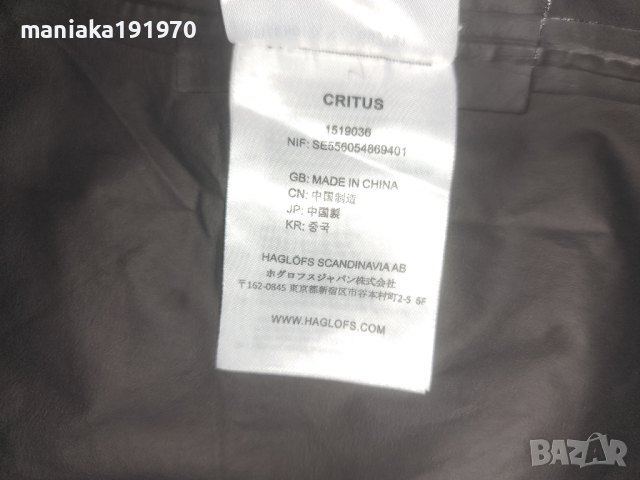 maniaka191970
CRITUS
1519036
NIF: SE556054869401
GB: MADE IN CHINA
CN: 中国制造
JP: 中国製
KR: 중국
HAGLÖFS SCANDINAVIA AB
ホグロフスジャパン株式会社
〒162-0845 東京都新宿区市谷本村町2-5 6F
WWW.HAGLOFS.COM
BAZAR